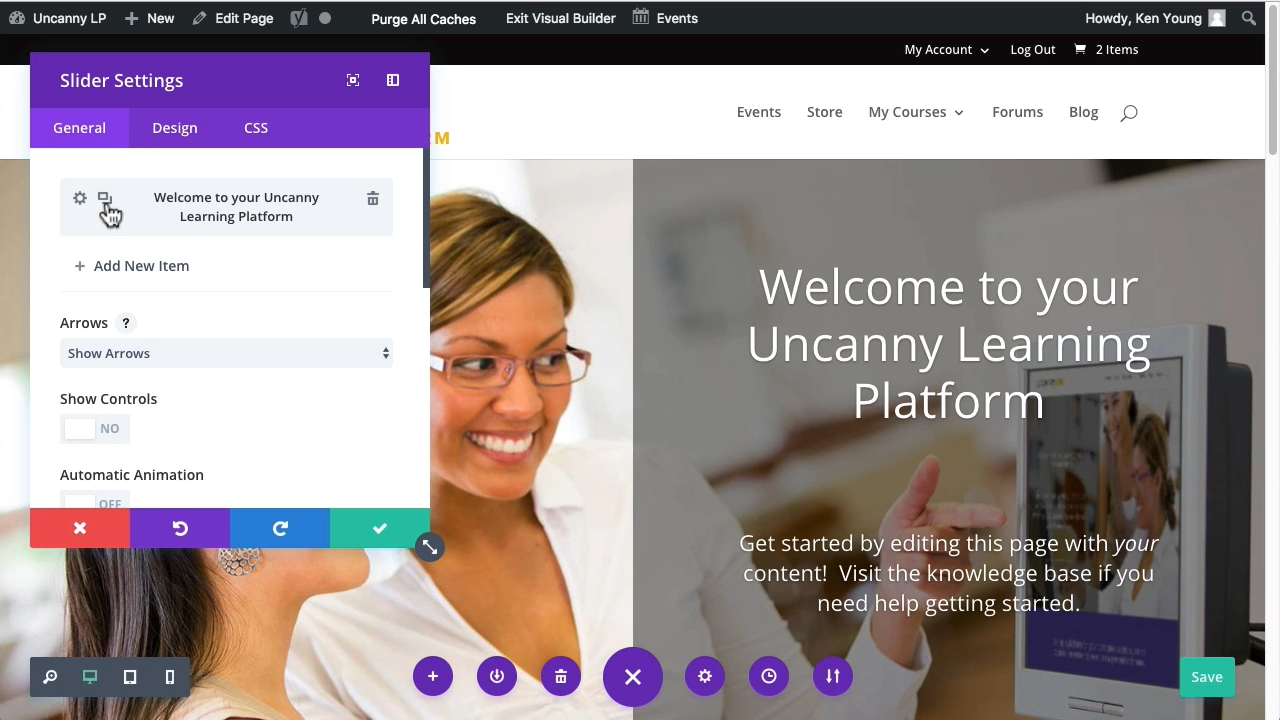 Uncanny LP
New
Edit Page
Purge All Caches
Exit Visual Builder
Events
Howdy, Ken Young
My Account
Log Out
2 Items
Slider Settings
General
Design
CSS
M
Events
Store
My Courses
Forums
Blog
Welcome to your Uncanny
Learning Platform
Add New Item
Arrows ?
Show Arrows
Show Controls
NO
Automatic Animation
OFF
Welcome to your
Uncanny Learning
Platform
Get started by editing this page with your
content! Visit the knowledge base if you
need help getting started.
Save